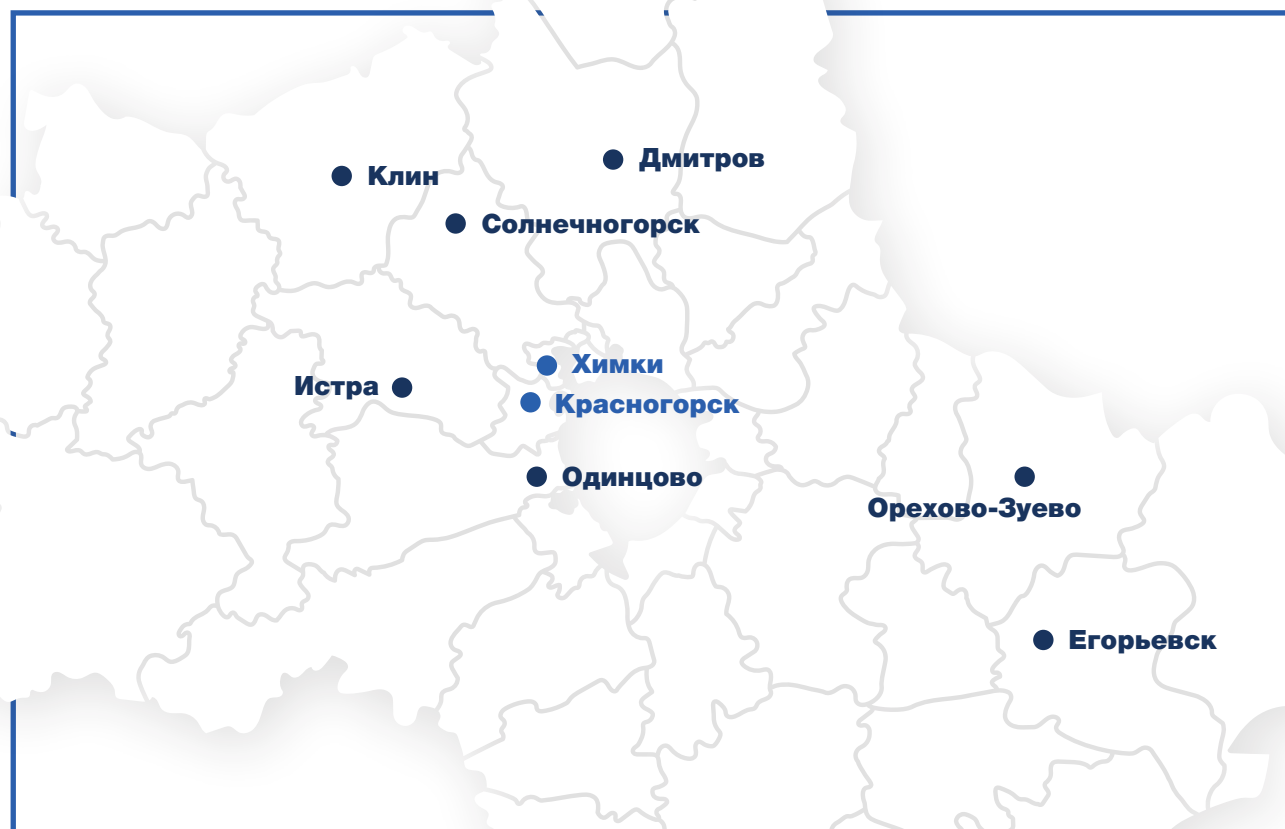 Дмитров
Клин
Солнечногорск
Химки
Истра
Красногорск
Одинцово
Орехово-Зуево
Егорьевск